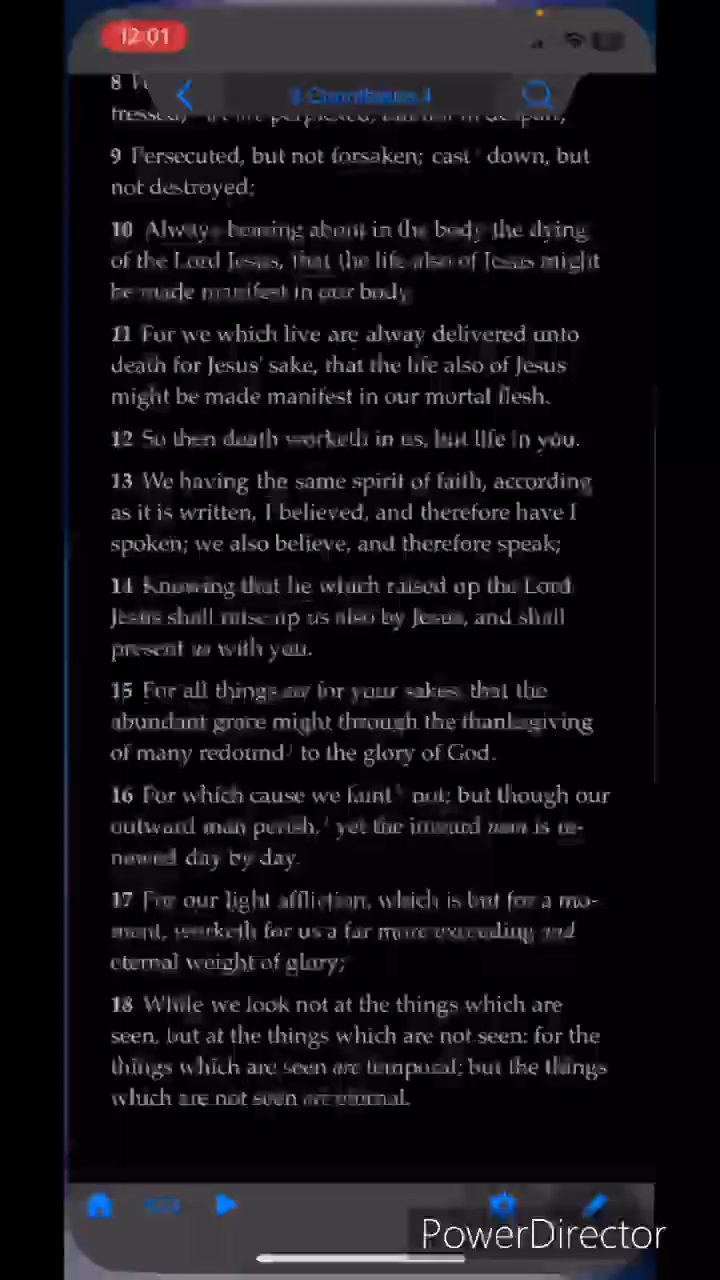 12:01
8
2 Corinthians 4
9 Persecuted, but not forsaken; cast down, but
not destroyed;
10 Always bearing about in the body the dying
of the Lord Jesus, that the life also of Jesus might
be made manifest in our body.
11 For we which live are alway delivered unto
death for Jesus' sake, that the life also of Jesus
might be made manifest in our mortal flesh.
12 So then death worketh in us, but life in you.
13 We having the same spirit of faith, according
as it is written, I believed, and therefore have I
spoken; we also believe, and therefore speak;
14 Knowing that he which raised up the Lord
Jesus shall raise up us also by Jesus, and shall
present us with you.
15 For all things are for your sakes, that the
abundant grace might through the thanksgiving
of many redound to the glory of God.
16 For which cause we faint not; but though our
outward man perish, yet the inward man is re-
newed day by day.
17 For our light affliction, which is but for a mo-
ment, worketh for us a far more exceeding and
eternal weight of glory;
18 While we look not at the things which are
seen, but at the things which are not seen: for the
things which are seen are temporal; but the things
which are not seen are eternal.
PowerDirector